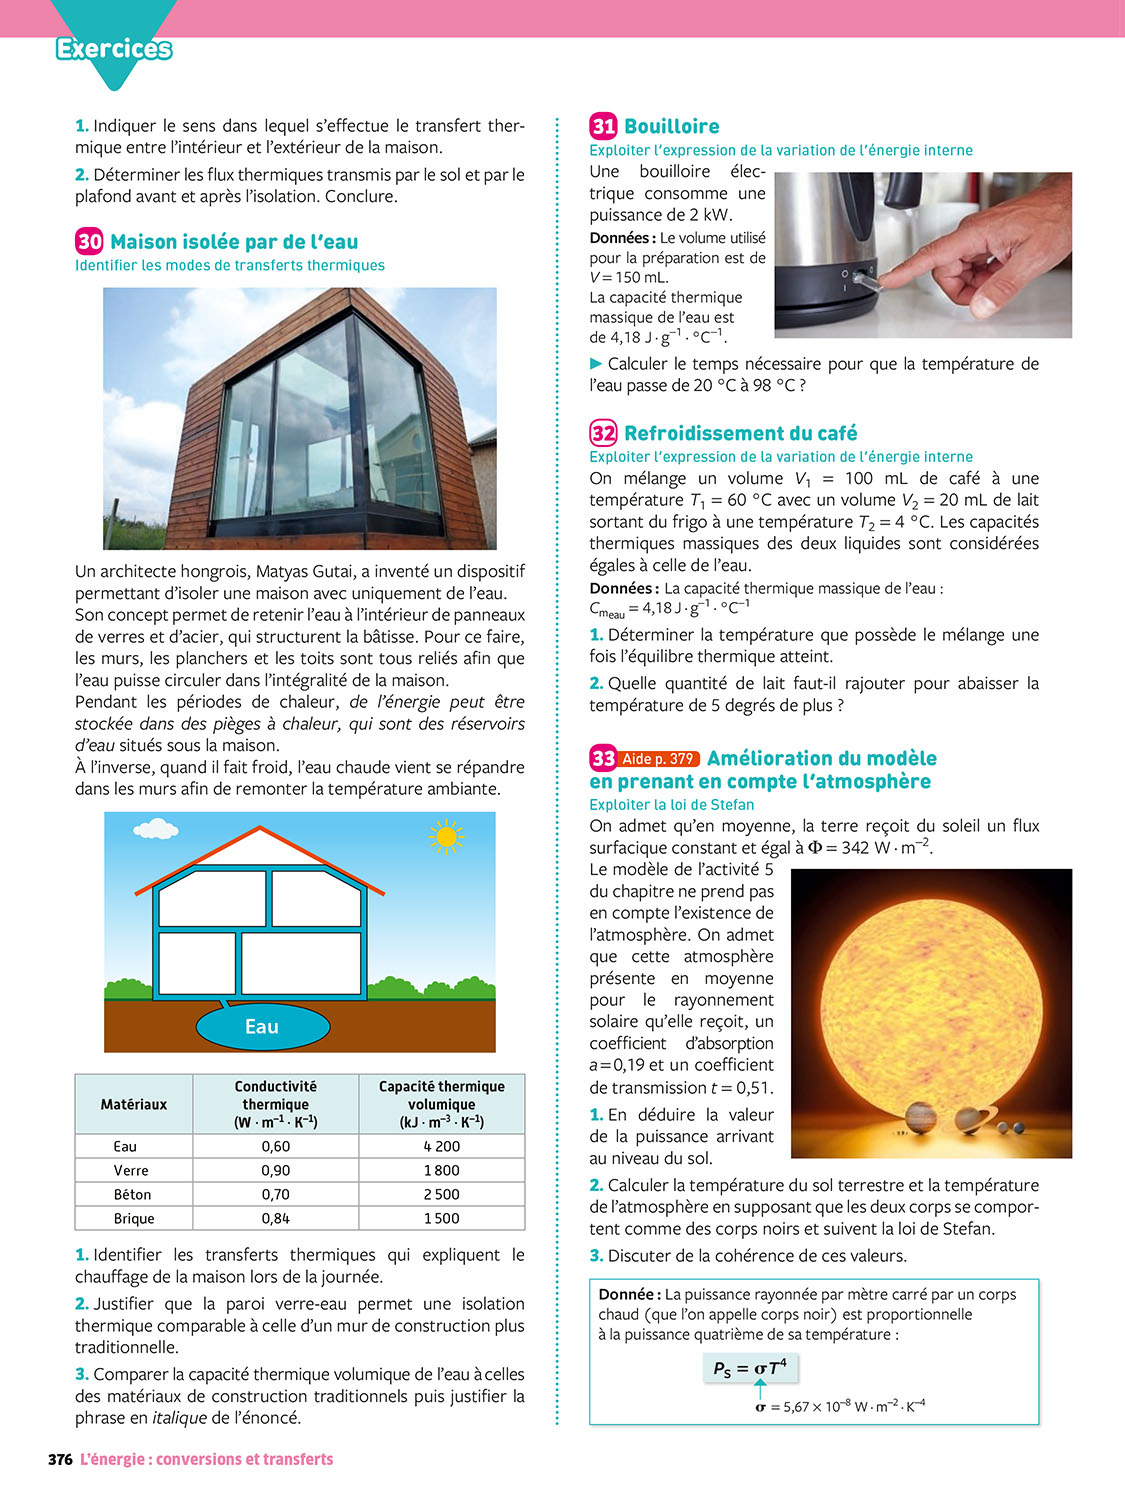 Exercices
1. Indiquer le sens dans lequel s'effectue le transfert ther-
mique entre l'intérieur et l'extérieur de la maison.
2. Déterminer les flux thermiques transmis par le sol et par le
plafond avant et après l'isolation. Conclure.
30 Maison isolée par de l'eau
Identifier les modes de transferts thermiques
Un architecte hongrois, Matyas Gutai, a inventé un dispositif
permettant d'isoler une maison avec uniquement de l'eau.
Son concept permet de retenir l'eau à l'intérieur de panneaux
de verres et d'acier, qui structurent la bâtisse. Pour ce faire,
les murs, les planchers et les toits sont tous reliés afin que
l'eau puisse circuler dans l'intégralité de la maison.
Pendant les périodes de chaleur, de l'énergie peut être
stockée dans des pièges à chaleur, qui sont des réservoirs
d'eau situés sous la maison.
À l'inverse, quand il fait froid, l'eau chaude vient se répandre
dans les murs afin de remonter la température ambiante.
Eau
Matériaux | Conductivité thermique (W · m⁻¹ · K⁻¹) | Capacité thermique volumique (kJ · m⁻³ · K⁻¹)
Eau 0,60 4 200
Verre 0,90 1 800
Béton 0,70 2 500
Brique 0,84 1 500
1. Identifier les transferts thermiques qui expliquent le
chauffage de la maison lors de la journée.
2. Justifier que la paroi verre-eau permet une isolation
thermique comparable à celle d'un mur de construction plus
traditionnelle.
3. Comparer la capacité thermique volumique de l'eau à celles
des matériaux de construction traditionnels puis justifier la
phrase en italique de l'énoncé.
31 Bouilloire
Exploiter l'expression de la variation de l'énergie interne
Une bouilloire élec-
trique consomme une
puissance de 2 kW.
Données : Le volume utilisé
pour la préparation est de
V = 150 mL.
La capacité thermique
massique de l'eau est
de 4,18 J · g⁻¹ · °C⁻¹.
► Calculer le temps nécessaire pour que la température de
l'eau passe de 20 °C à 98 °C ?
32 Refroidissement du café
Exploiter l'expression de la variation de l'énergie interne
On mélange un volume V₁ = 100 mL de café à une
température T₁ = 60 °C avec un volume V₂ = 20 mL de lait
sortant du frigo à une température T₂ = 4 °C. Les capacités
thermiques massiques des deux liquides sont considérées
égales à celle de l'eau.
Données : La capacité thermique massique de l'eau :
Cmeau = 4,18 J · g⁻¹ · °C⁻¹
1. Déterminer la température que possède le mélange une
fois l'équilibre thermique atteint.
2. Quelle quantité de lait faut-il rajouter pour abaisser la
température de 5 degrés de plus ?
33 Aide p. 379 Amélioration du modèle
en prenant en compte l'atmosphère
Exploiter la loi de Stefan
On admet qu'en moyenne, la terre reçoit du soleil un flux
surfacique constant et égal à Φ = 342 W · m⁻².
Le modèle de l'activité 5
du chapitre ne prend pas
en compte l'existence de
l'atmosphère. On admet
que cette atmosphère
présente en moyenne
pour le rayonnement
solaire qu'elle reçoit, un
coefficient d'absorption
a = 0,19 et un coefficient
de transmission t = 0,51.
1. En déduire la valeur
de la puissance arrivant
au niveau du sol.
2. Calculer la température du sol terrestre et la température
de l'atmosphère en supposant que les deux corps se compor-
tent comme des corps noirs et suivent la loi de Stefan.
3. Discuter de la cohérence de ces valeurs.
Donnée : La puissance rayonnée par mètre carré par un corps
chaud (que l'on appelle corps noir) est proportionnelle
à la puissance quatrième de sa température :
PS = σT⁴
σ = 5,67 × 10⁻⁸ W · m⁻² · K⁻⁴
376 L'énergie : conversions et transferts